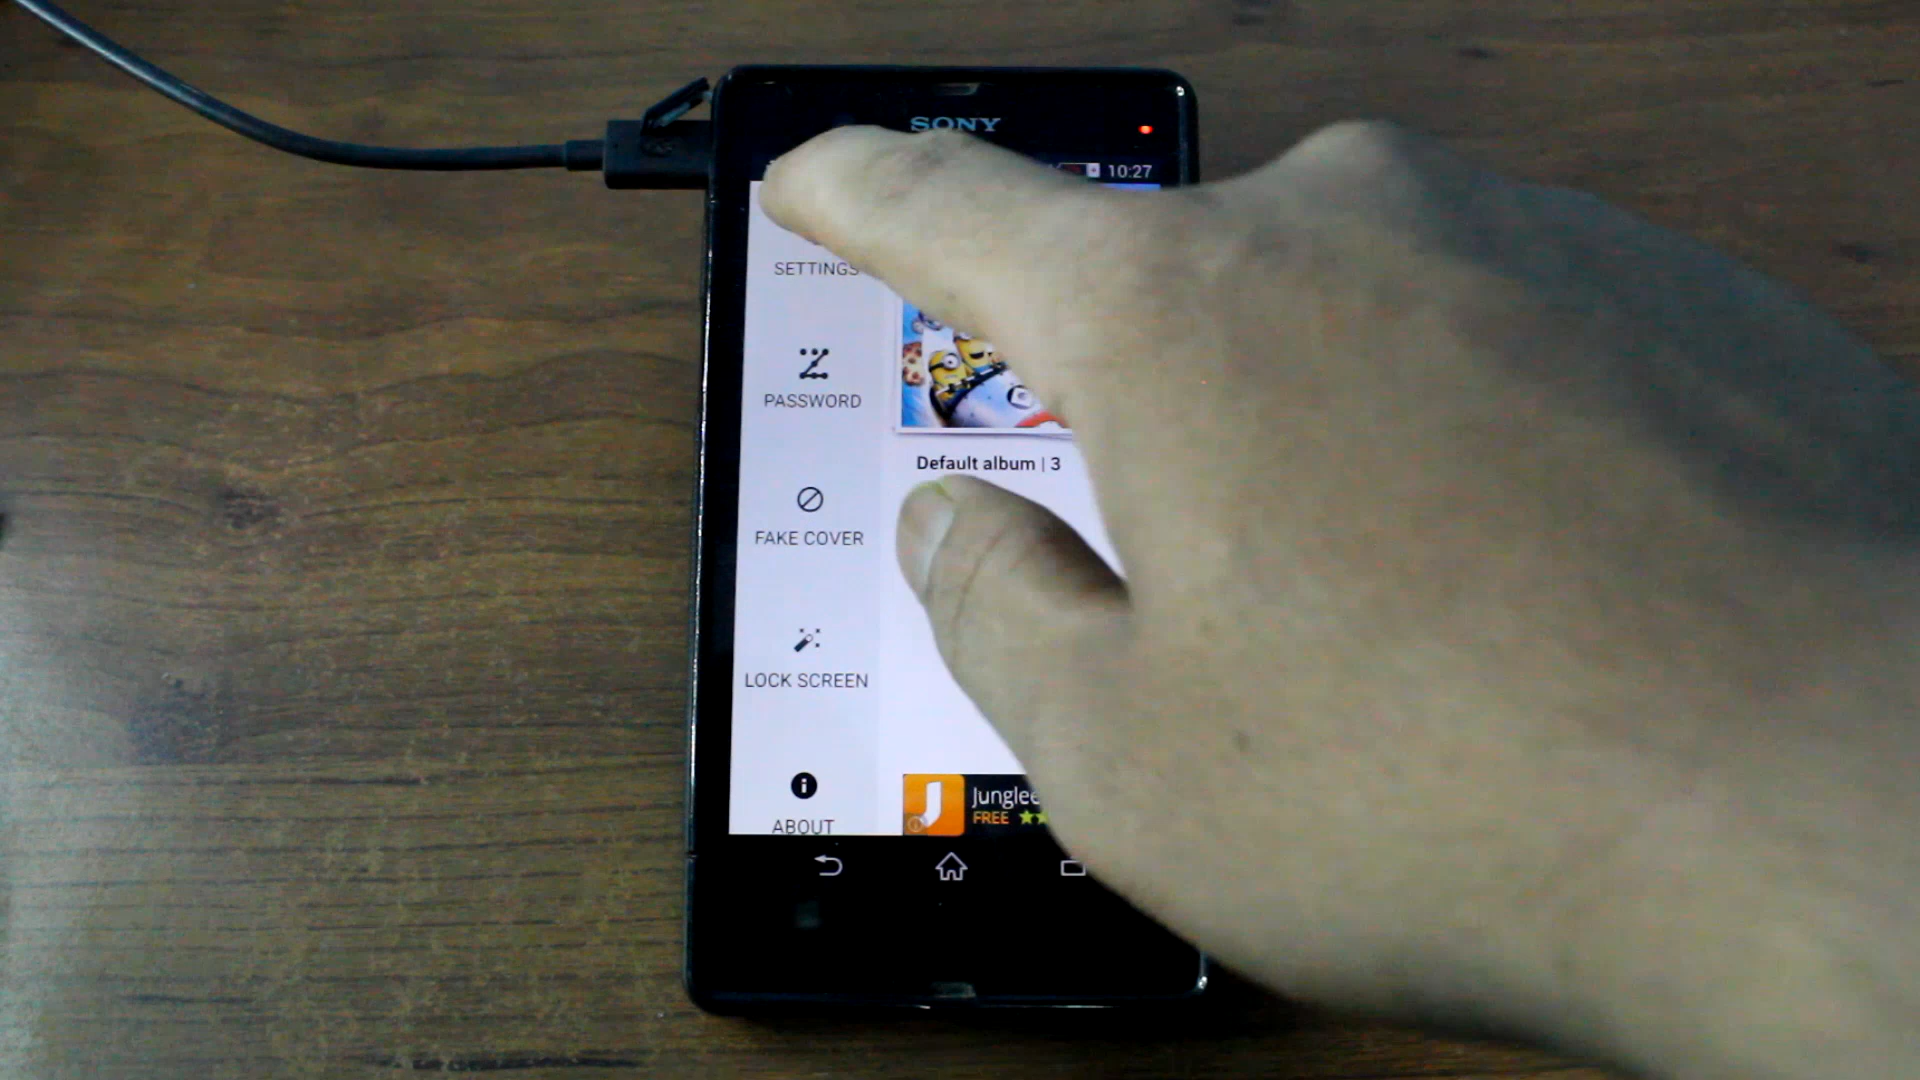 SONY
10:27
SETTINGS
PASSWORD
Default album | 3
FAKE COVER
LOCK SCREEN
Junglee
FREE
ABOUT